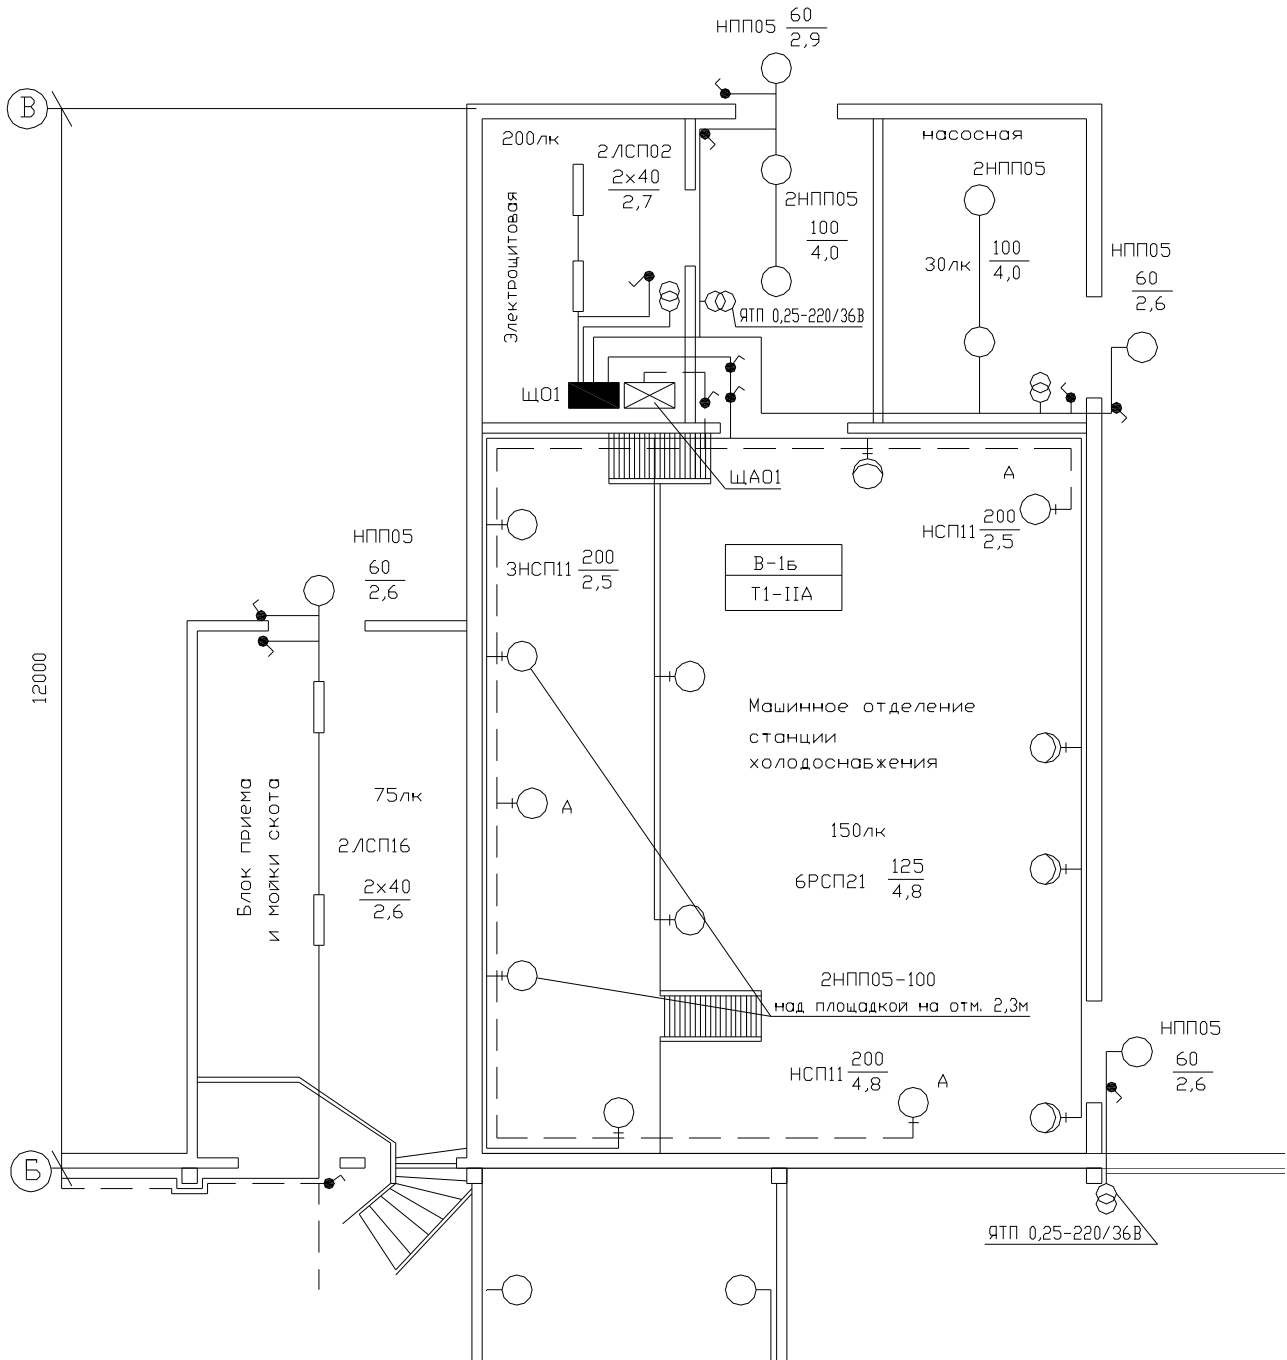 НПП05 60
2,9
В
200лк
2ЛСП02
2х40
2,7
насосная
2НПП05
2НПП05
100
4,0
30лк
100
4,0
НПП05
60
2,6
Электрощитовая
ЯТП 0,25-220/36В
ЩО1
ЩАО1
А
НСП11 200
2,5
3НСП11 200
2,5
В-1б
Т1-IIА
НПП05
60
2,6
12000
Машинное отделение
станции
холодоснабжения
75лк
А
Блок приема
и мойки скота
2ЛСП16
2х40
2,6
150лк
6РСП21 125
4,8
2НПП05-100
над площадкой на отм. 2,3м
НПП05
60
2,6
НСП11 200
4,8
А
Б
ЯТП 0,25-220/36В